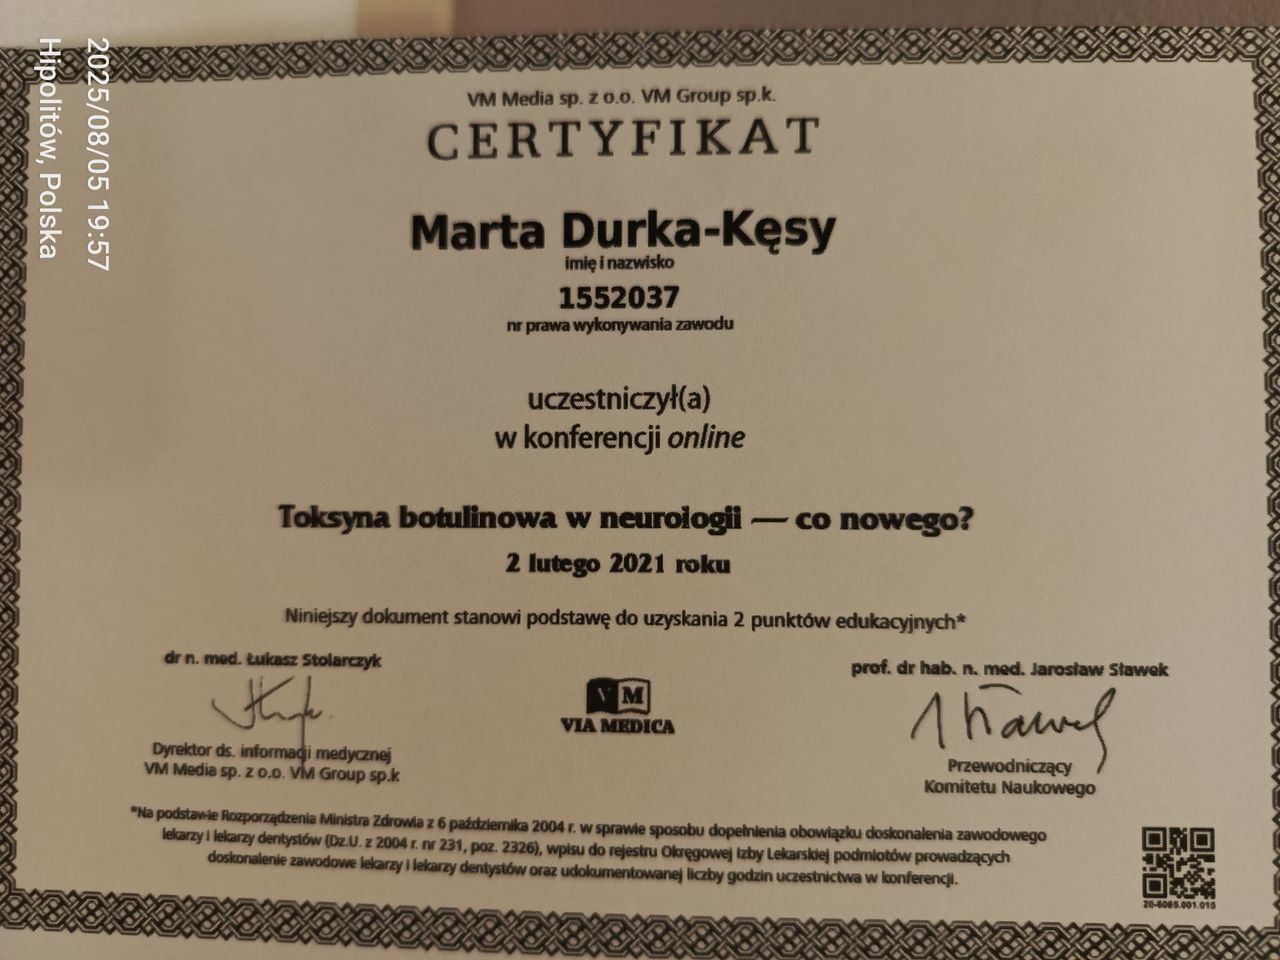 2025/08/05 19:57
Hipolitów, Polska
VM Media sp. z o.o. VM Group sp.k.
CERTYFIKAT
Marta Durka-Kęsy
imię i nazwisko
1552037
nr prawa wykonywania zawodu
uczestniczył(a)
w konferencji online
Toksyna botulinowa w neurologii — co nowego?
2 lutego 2021 roku
Niniejszy dokument stanowi podstawę do uzyskania 2 punktów edukacyjnych*
dr n. med. Łukasz Stolarczyk
Dyrektor ds. informacji medycznej
VM Media sp. z o.o. VM Group sp.k
VM
VIA MEDICA
prof. dr hab. n. med. Jarosław Sławek
Przewodniczący
Komitetu Naukowego
*Na podstawie Rozporządzenia Ministra Zdrowia z 6 października 2004 r. w sprawie sposobu dopełnienia obowiązku doskonalenia zawodowego
lekarzy i lekarzy dentystów (Dz.U. z 2004 r. nr 231, poz. 2326), wpisu do rejestru Okręgowej Izby Lekarskiej podmiotów prowadzących
doskonalenie zawodowe lekarzy i lekarzy dentystów oraz udokumentowanej liczby godzin uczestnictwa w konferencji.
20-6065.001.015